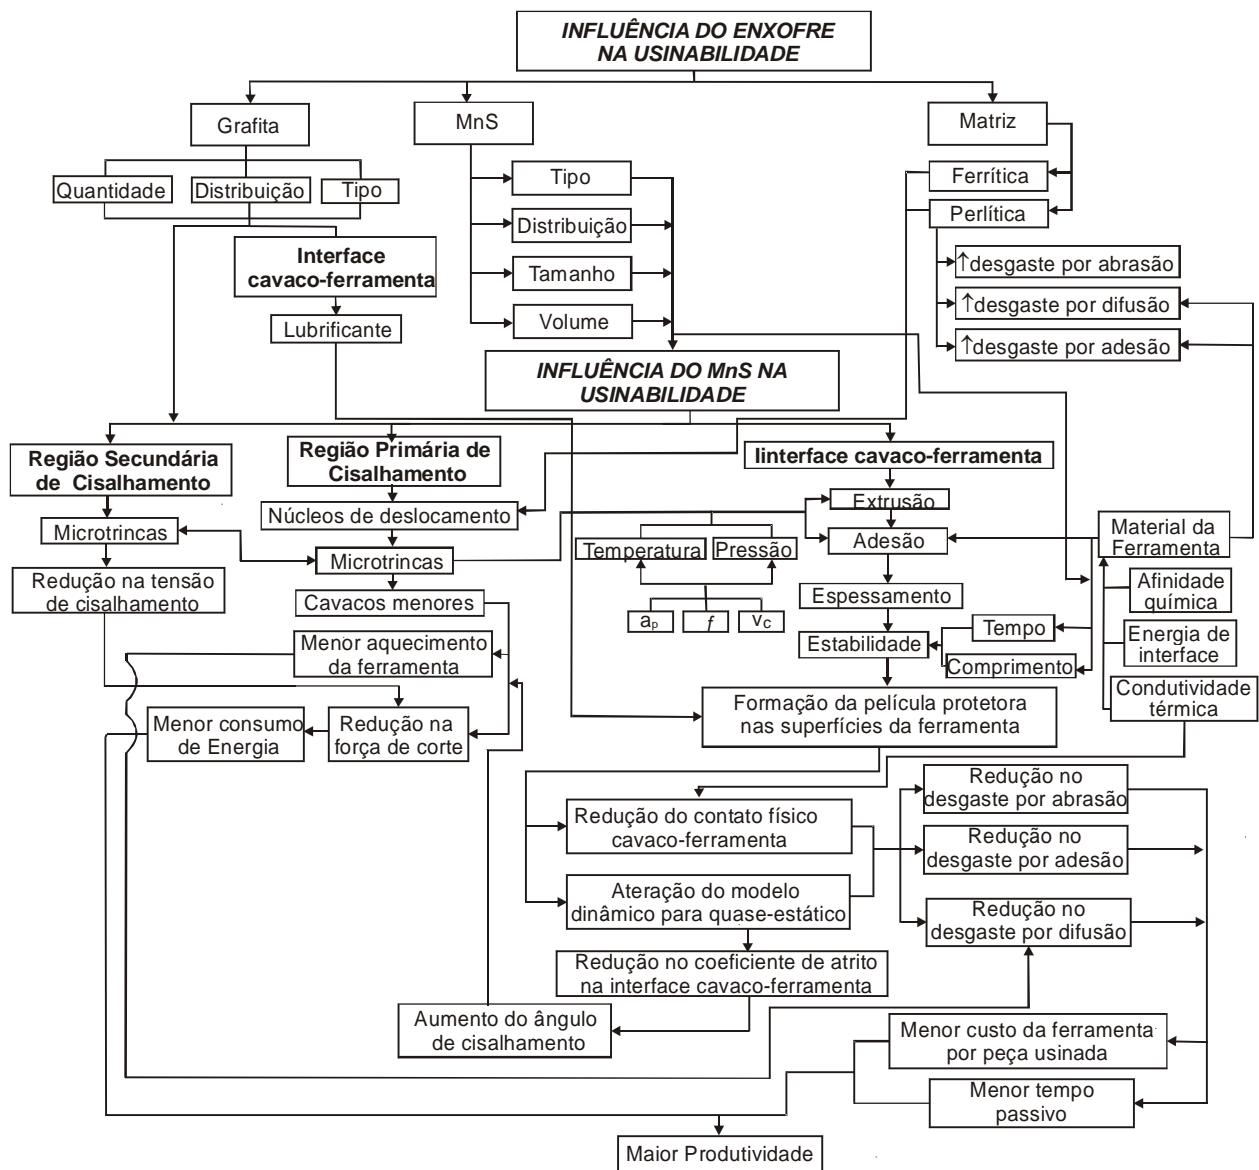 INFLUÊNCIA DO ENXOFRE
NA USINABILIDADE
Grafita
MnS
Matriz
Quantidade
Distribuição
Tipo
Tipo
Ferrítica
Distribuição
Perlítica
Interface
cavaco-ferramenta
Tamanho
↑desgaste por abrasão
Lubrificante
Volume
↑desgaste por difusão
↑desgaste por adesão
INFLUÊNCIA DO MnS NA
USINABILIDADE
Região Secundária
de Cisalhamento
Região Primária de
Cisalhamento
Iinterface cavaco-ferramenta
Núcleos de deslocamento
Extrusão
Microtrincas
Microtrincas
Temperatura
Pressão
Adesão
Material da
Ferramenta
Redução na tensão
de cisalhamento
Cavacos menores
Espessamento
Afinidade
química
ap
f
vc
Menor aquecimento
da ferramenta
Estabilidade
Tempo
Comprimento
Energia de
interface
Condutividade
térmica
Formação da película protetora
nas superfícies da ferramenta
Menor consumo
de Energia
Redução na
força de corte
Redução no
desgaste por abrasão
Redução do contato físico
cavaco-ferramenta
Redução no
desgaste por adesão
Ateração do modelo
dinâmico para quase-estático
Redução no
desgaste por difusão
Redução no coeficiente de atrito
na interface cavaco-ferramenta
Aumento do ângulo
de cisalhamento
Menor custo da ferramenta
por peça usinada
Menor tempo
passivo
Maior Produtividade